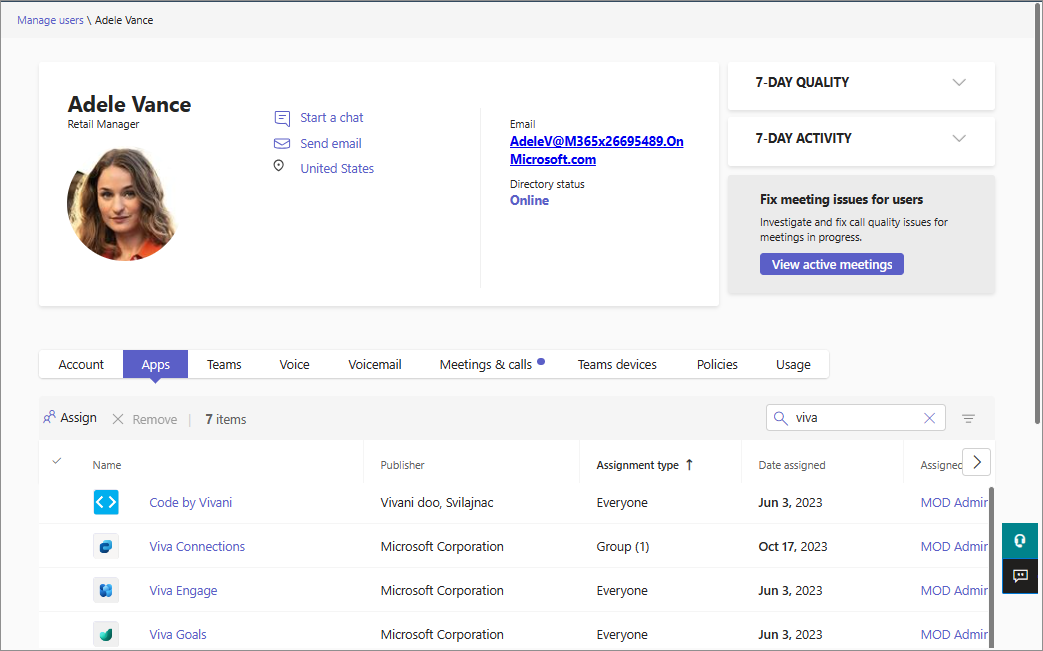 Manage users \ Adele Vance
Adele Vance
Retail Manager
Start a chat
Send email
United States
Email
AdeleV@M365x26695489.On
Microsoft.com
Directory status
Online
7-DAY QUALITY
7-DAY ACTIVITY
Fix meeting issues for users
Investigate and fix call quality issues for
meetings in progress.
View active meetings
Account Apps Teams Voice Voicemail Meetings & calls Teams devices Policies Usage
Assign Remove | 7 items viva
Name Publisher Assignment type ↑ Date assigned Assigned
Code by Vivani Vivani doo, Svilajnac Everyone Jun 3, 2023 MOD Admir
Viva Connections Microsoft Corporation Group (1) Oct 17, 2023 MOD Admir
Viva Engage Microsoft Corporation Everyone Jun 3, 2023 MOD Admir
Viva Goals Microsoft Corporation Everyone Jun 3, 2023 MOD Admir